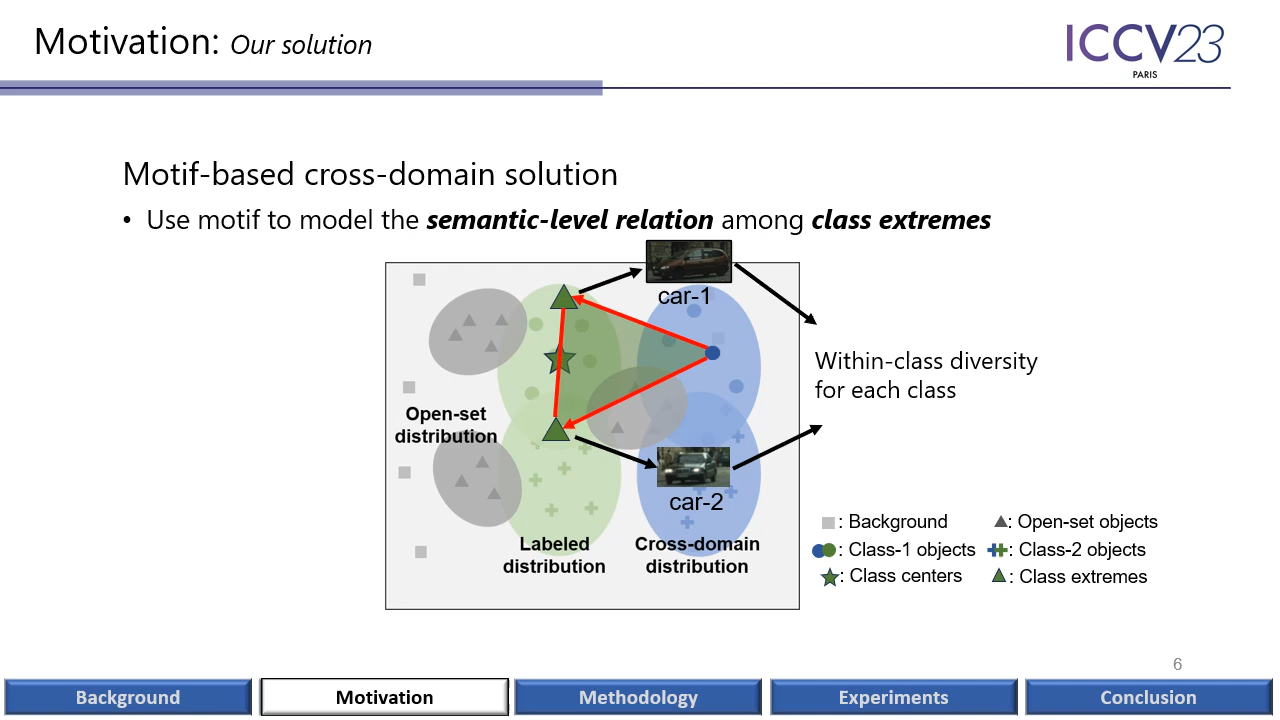 Motivation: Our solution
ICCV23
PARIS
Motif-based cross-domain solution
• Use motif to model the semantic-level relation among class extremes
car-1
Within-class diversity
for each class
Open-set
distribution
car-2
Labeled
distribution
Cross-domain
distribution
: Background
: Open-set objects
: Class-1 objects
: Class-2 objects
: Class centers
: Class extremes
6
Background
Motivation
Methodology
Experiments
Conclusion